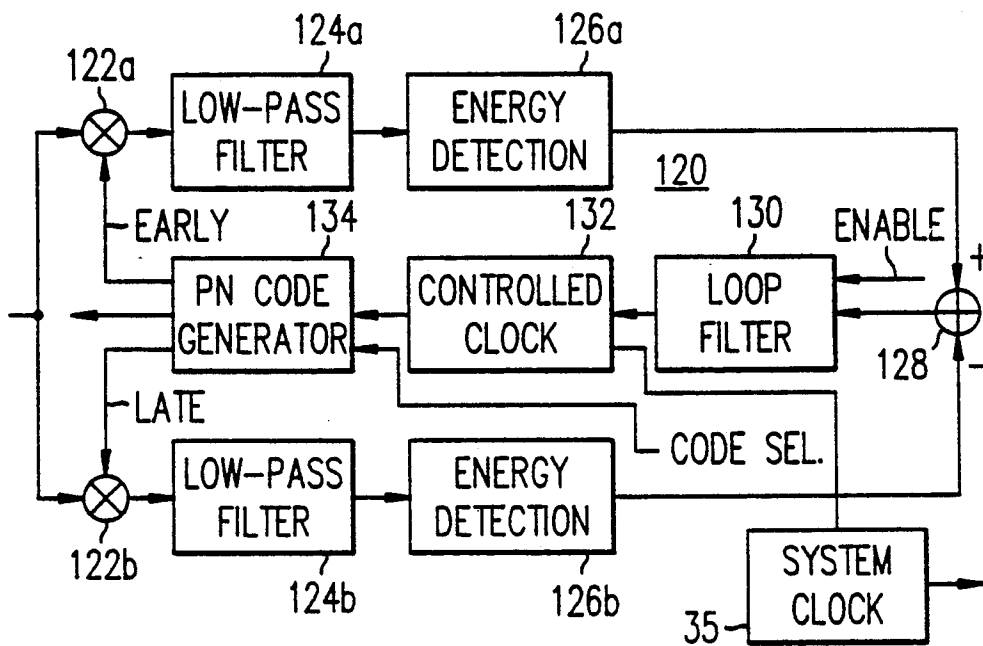 124a
126a
122a
LOW-PASS
FILTER
ENERGY
DETECTION
120
EARLY
134
132
130
ENABLE
+
PN CODE
GENERATOR
CONTROLLED
CLOCK
LOOP
FILTER
128
-
LATE
CODE SEL.
LOW-PASS
FILTER
ENERGY
DETECTION
122b
124b
126b
SYSTEM
CLOCK
35